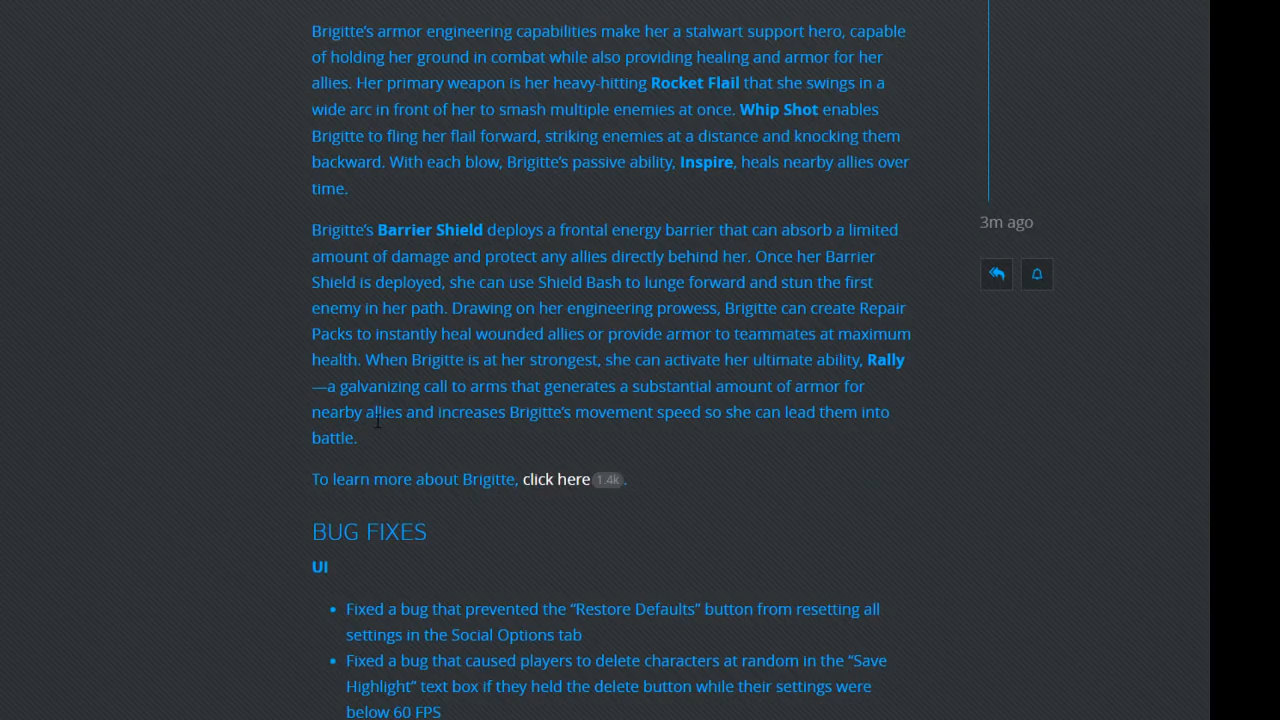 Brigitte's armor engineering capabilities make her a stalwart support hero, capable
of holding her ground in combat while also providing healing and armor for her
allies. Her primary weapon is her heavy-hitting Rocket Flail that she swings in a
wide arc in front of her to smash multiple enemies at once. Whip Shot enables
Brigitte to fling her flail forward, striking enemies at a distance and knocking them
backward. With each blow, Brigitte's passive ability, Inspire, heals nearby allies over
time.
Brigitte's Barrier Shield deploys a frontal energy barrier that can absorb a limited
amount of damage and protect any allies directly behind her. Once her Barrier
Shield is deployed, she can use Shield Bash to lunge forward and stun the first
enemy in her path. Drawing on her engineering prowess, Brigitte can create Repair
Packs to instantly heal wounded allies or provide armor to teammates at maximum
health. When Brigitte is at her strongest, she can activate her ultimate ability, Rally
—a galvanizing call to arms that generates a substantial amount of armor for
nearby allies and increases Brigitte's movement speed so she can lead them into
battle.
To learn more about Brigitte, click here 1.4k.
3m ago
BUG FIXES
UI
• Fixed a bug that prevented the “Restore Defaults” button from resetting all
settings in the Social Options tab
• Fixed a bug that caused players to delete characters at random in the “Save
Highlight” text box if they held the delete button while their settings were
below 60 FPS